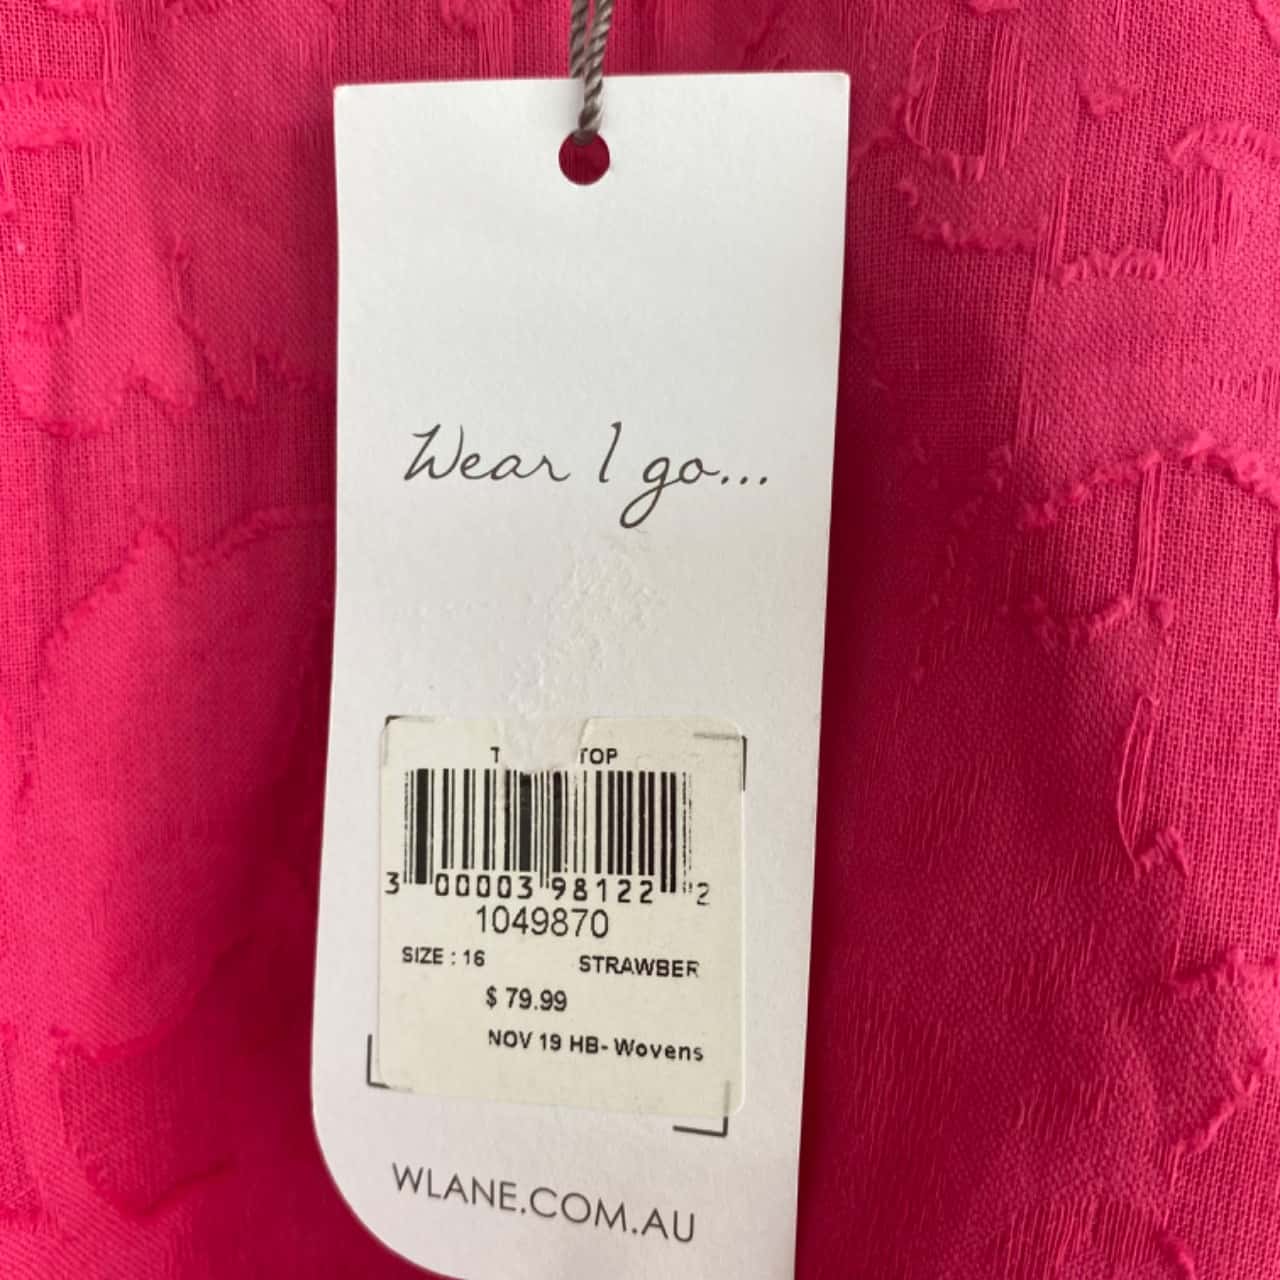 Wear I go...
TOP
3 00003 98122 2
1049870
SIZE : 16 STRAWBER
$ 79.99
NOV 19 HB- Wovens
WLANE.COM.AU